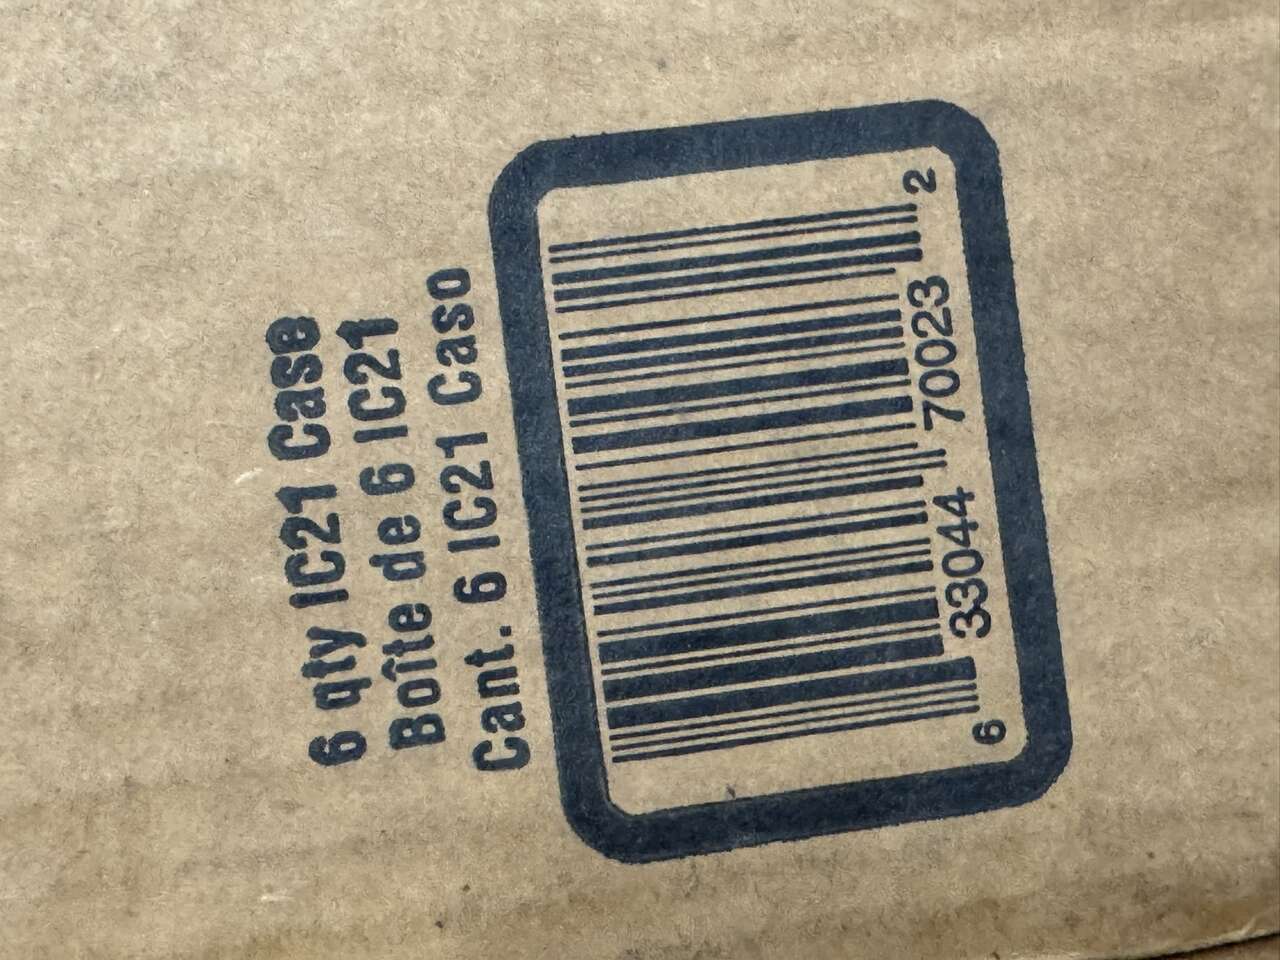 6 qty IC21 Case
Boîte de 6 IC21
Cant. 6 IC21 Caso
6 33044 70023 2